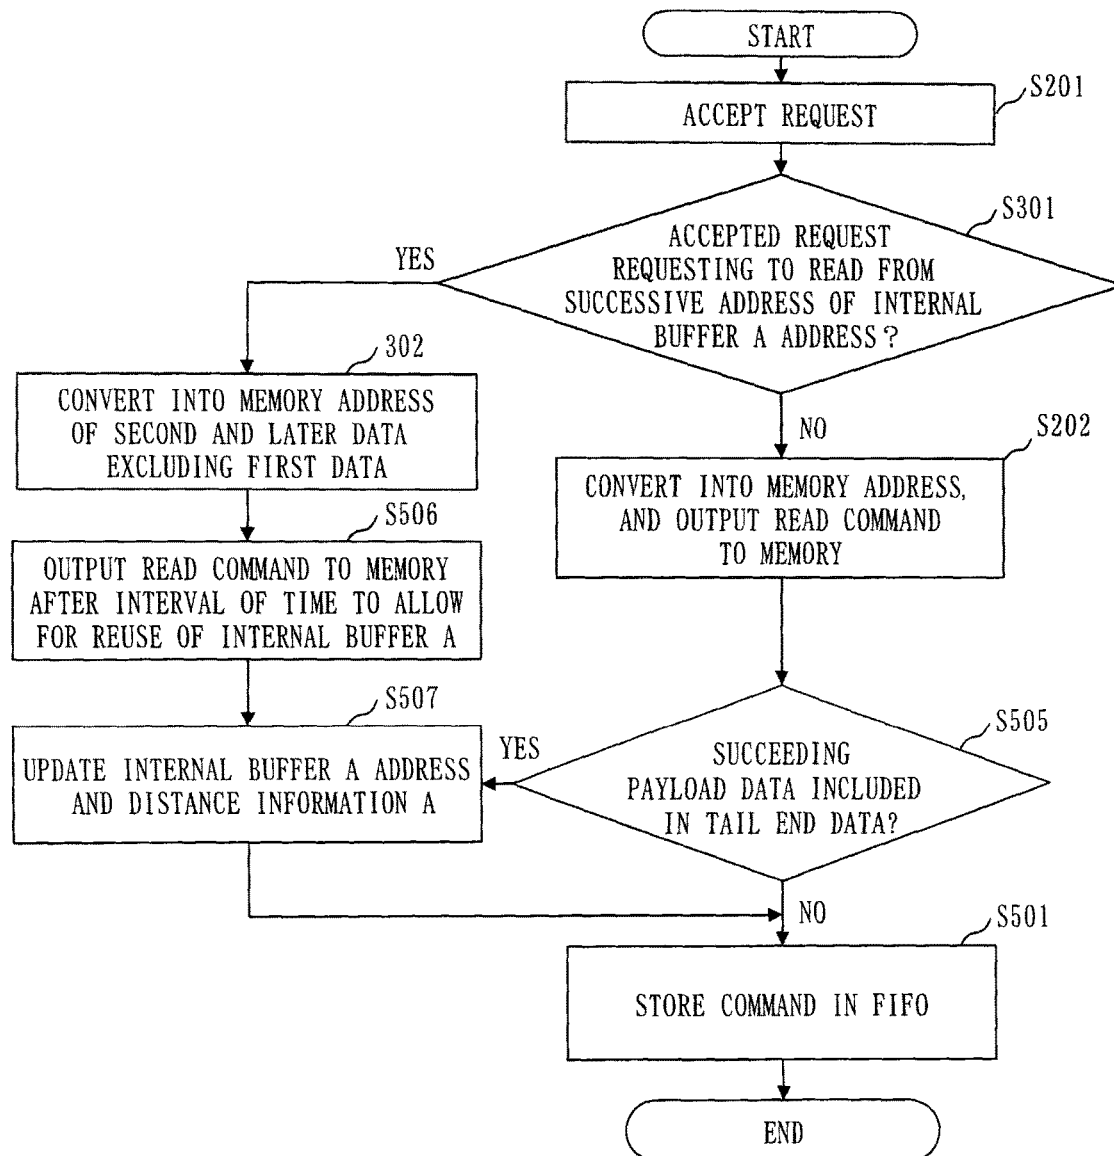 START
S201
ACCEPT REQUEST
S301
ACCEPTED REQUEST
REQUESTING TO READ FROM
SUCCESSIVE ADDRESS OF INTERNAL
BUFFER A ADDRESS?
YES
302
CONVERT INTO MEMORY ADDRESS
OF SECOND AND LATER DATA
EXCLUDING FIRST DATA
NO
S202
CONVERT INTO MEMORY ADDRESS,
AND OUTPUT READ COMMAND
TO MEMORY
S506
OUTPUT READ COMMAND TO MEMORY
AFTER INTERVAL OF TIME TO ALLOW
FOR REUSE OF INTERNAL BUFFER A
S507
UPDATE INTERNAL BUFFER A ADDRESS
AND DISTANCE INFORMATION A
YES
S505
SUCCEEDING
PAYLOAD DATA INCLUDED
IN TAIL END DATA?
NO
S501
STORE COMMAND IN FIFO
END